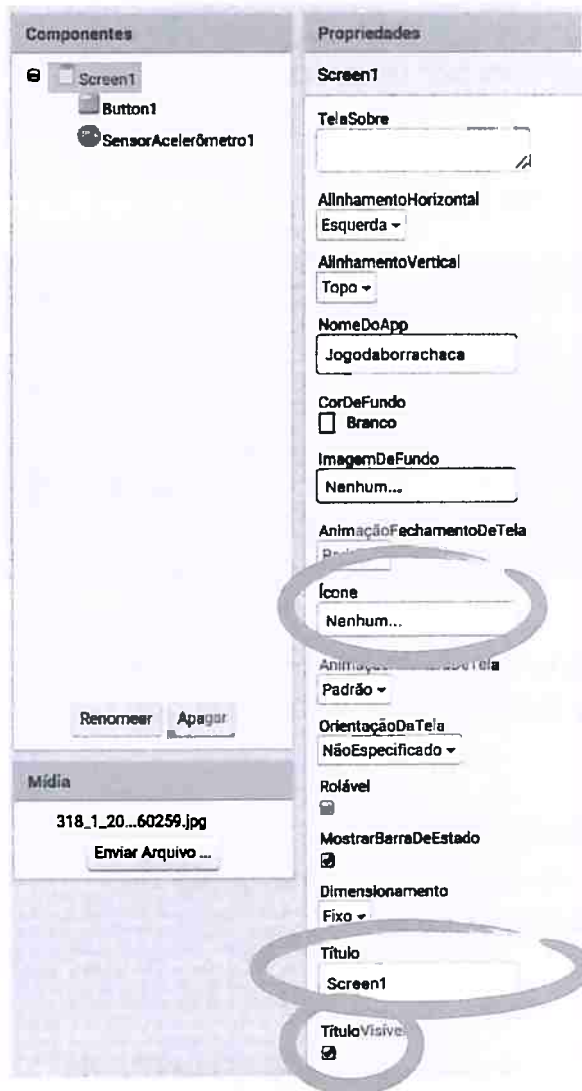 Componentes
Screen1
Button1
SensorAcelerômetro1
Renomear Apagar
Mídia
318_1_20...60259.jpg
Enviar Arquivo ...
Propriedades
Screen1
TelaSobre
AlinhamentoHorizontal
Esquerda
AlinhamentoVertical
Topo
NomeDoApp
Jogodaborrachaca
CorDeFundo
Branco
ImagemDeFundo
Nenhum...
AnimaçãoFechamentoDeTela
Ícone
Nenhum...
Padrão
OrientaçãoDaTela
NãoEspecificado
Rolável
MostrarBarraDeEstado
Dimensionamento
Fixo
Título
Screen1
TítuloVisível